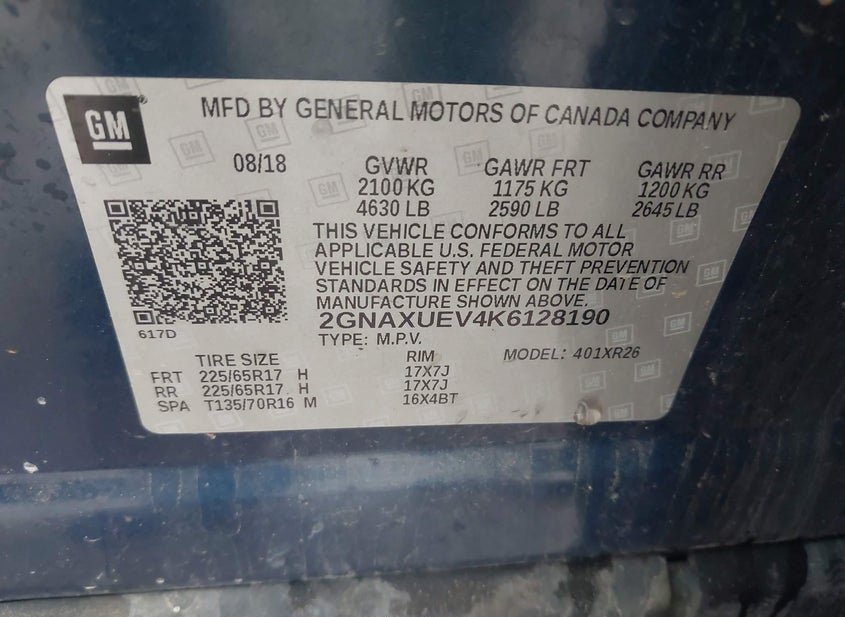 GM
MFD BY GENERAL MOTORS OF CANADA COMPANY
08/18 GVWR GAWR FRT GAWR RR
2100 KG 1175 KG 1200 KG
4630 LB 2590 LB 2645 LB
THIS VEHICLE CONFORMS TO ALL
APPLICABLE U.S. FEDERAL MOTOR
VEHICLE SAFETY AND THEFT PREVENTION
STANDARDS IN EFFECT ON THE DATE OF
MANUFACTURE SHOWN ABOVE.
617D
2GNAXUEV4K6128190
TYPE: M.P.V. MODEL: 401XR26
TIRE SIZE RIM
FRT 225/65R17 H 17X7J
RR 225/65R17 H 17X7J
SPA T135/70R16 M 16X4BT